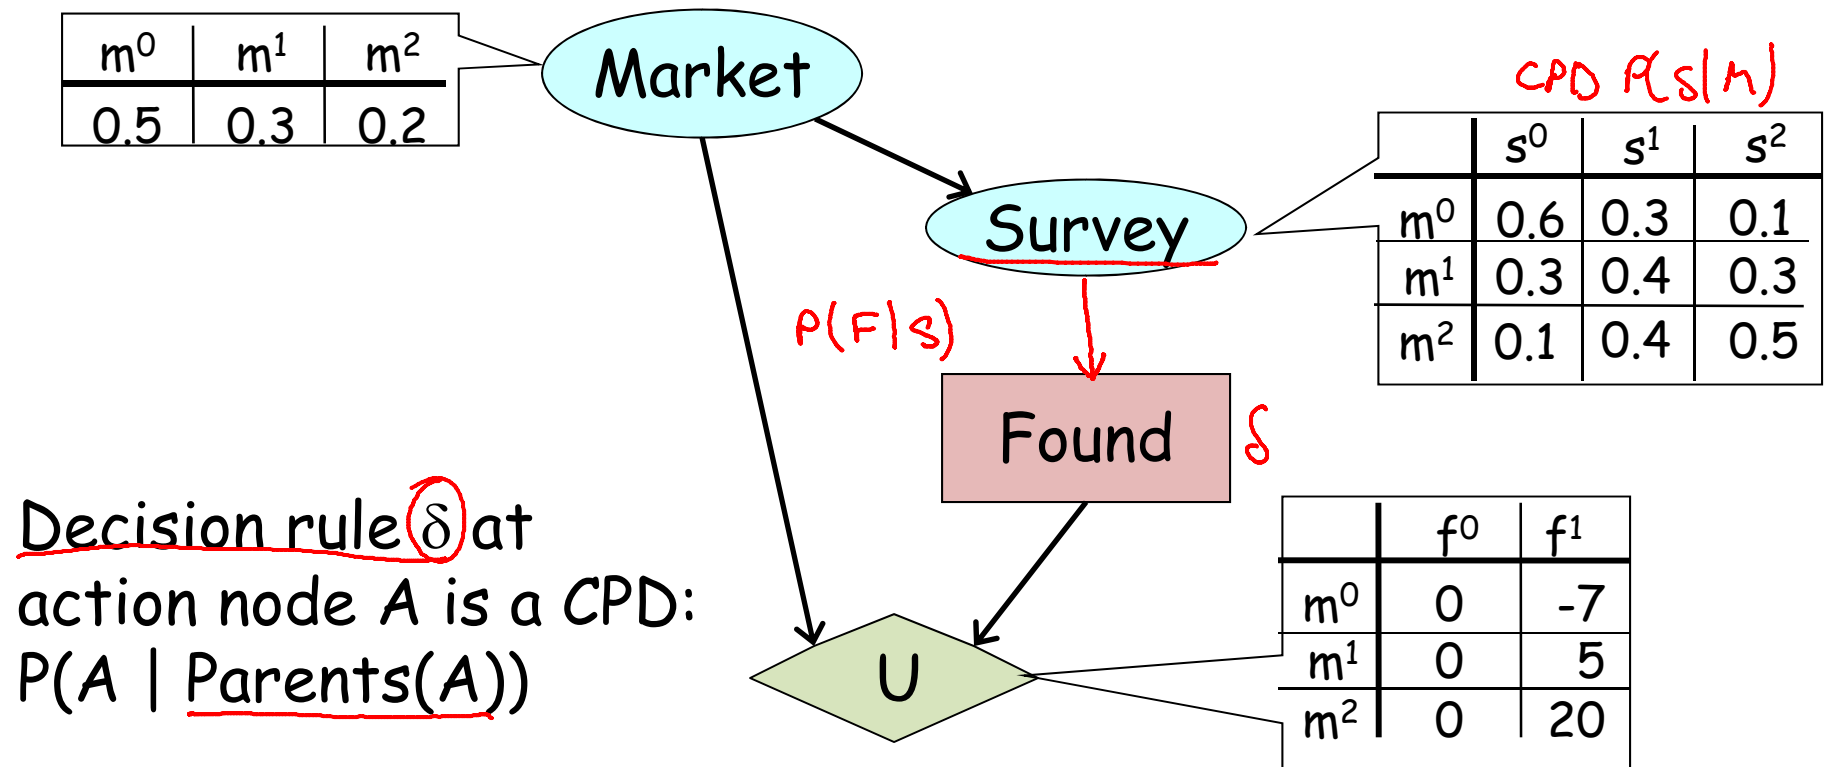 m⁰ m¹ m²
0.5 0.3 0.2
Market
CPD P(S|M)
s⁰ s¹ s²
m⁰ 0.6 0.3 0.1
m¹ 0.3 0.4 0.3
m² 0.1 0.4 0.5
Survey
P(F|S)
Found
δ
Decision rule δ at
action node A is a CPD:
P(A | Parents(A))
U
f⁰ f¹
m⁰ 0 -7
m¹ 0 5
m² 0 20